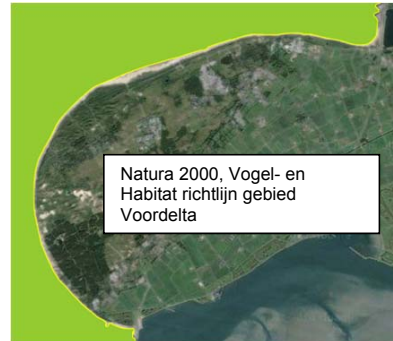 Natura 2000, Vogel- en
Habitat richtlijn gebied
Voordelta